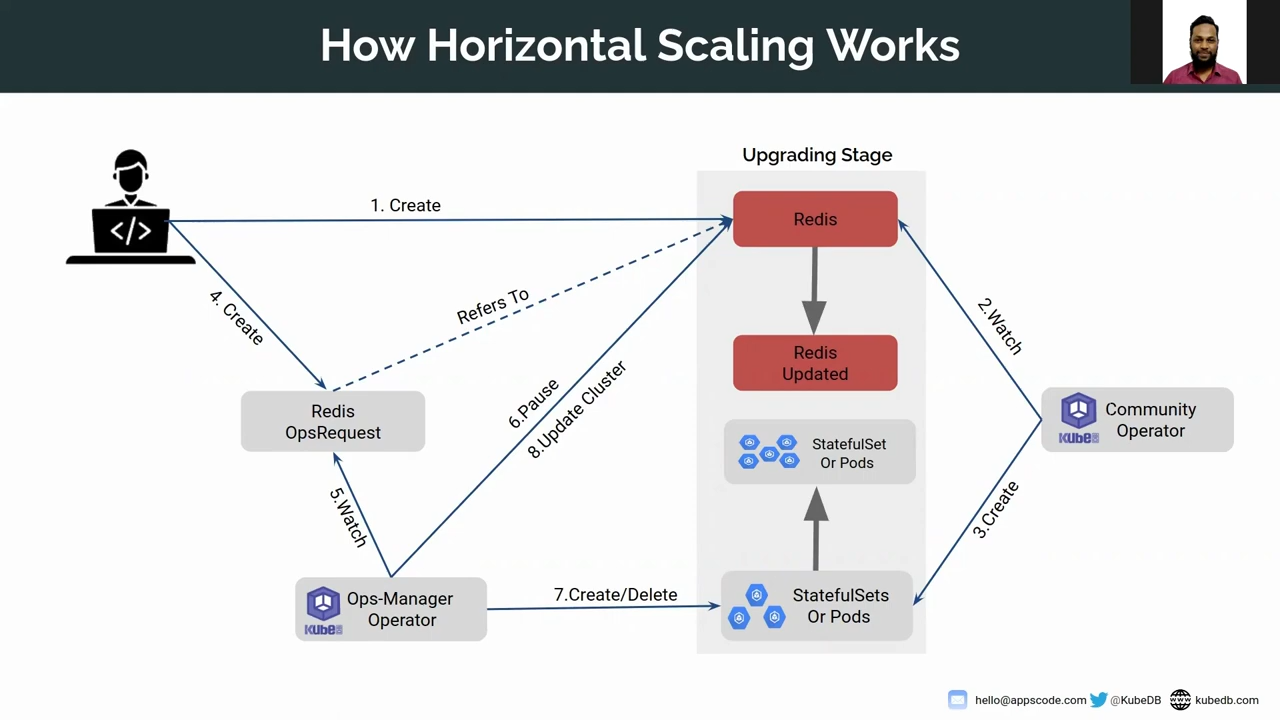 How Horizontal Scaling Works
Upgrading Stage
1. Create
Redis
</>
4. Create
Refers To
2.Watch
Redis
Updated
6.Pause
8.Update Cluster
Redis
OpsRequest
Community
Operator
StatefulSet
Or Pods
5.Watch
3.Create
Ops-Manager
Operator
7.Create/Delete
StatefulSets
Or Pods
hello@appscode.com
@KubeDB
kubedb.com